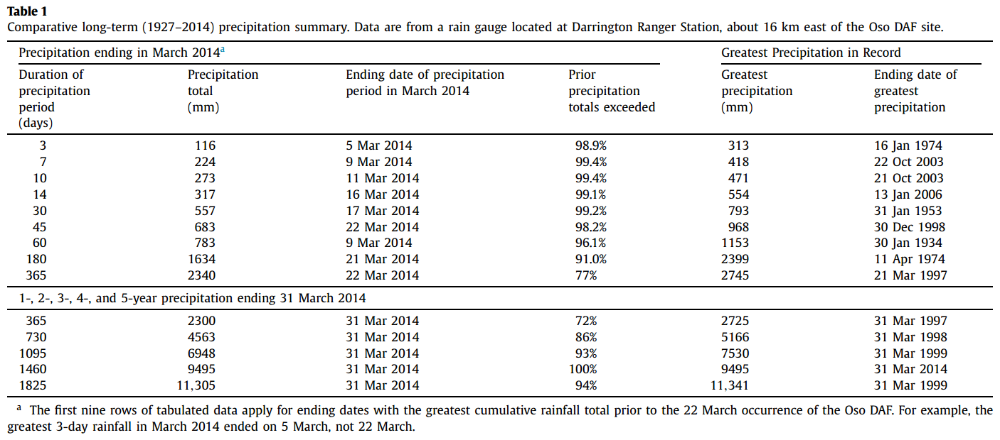 Table 1
Comparative long-term (1927–2014) precipitation summary. Data are from a rain gauge located at Darrington Ranger Station, about 16 km east of the Oso DAF site.
Precipitation ending in March 2014a Greatest Precipitation in Record
Duration of Precipitation Ending date of precipitation Prior Greatest Ending date of
precipitation total period in March 2014 precipitation precipitation greatest
period (mm) totals exceeded (mm) precipitation
(days)
3 116 5 Mar 2014 98.9% 313 16 Jan 1974
7 224 9 Mar 2014 99.4% 418 22 Oct 2003
10 273 11 Mar 2014 99.4% 471 21 Oct 2003
14 317 16 Mar 2014 99.1% 554 13 Jan 2006
30 557 17 Mar 2014 99.2% 793 31 Jan 1953
45 683 22 Mar 2014 98.2% 968 30 Dec 1998
60 783 9 Mar 2014 96.1% 1153 30 Jan 1934
180 1634 21 Mar 2014 91.0% 2399 11 Apr 1974
365 2340 22 Mar 2014 77% 2745 21 Mar 1997
1-, 2-, 3-, 4-, and 5-year precipitation ending 31 March 2014
365 2300 31 Mar 2014 72% 2725 31 Mar 1997
730 4563 31 Mar 2014 86% 5166 31 Mar 1998
1095 6948 31 Mar 2014 93% 7530 31 Mar 1999
1460 9495 31 Mar 2014 100% 9495 31 Mar 2014
1825 11,305 31 Mar 2014 94% 11,341 31 Mar 1999
a The first nine rows of tabulated data apply for ending dates with the greatest cumulative rainfall total prior to the 22 March occurrence of the Oso DAF. For example, the
greatest 3-day rainfall in March 2014 ended on 5 March, not 22 March.